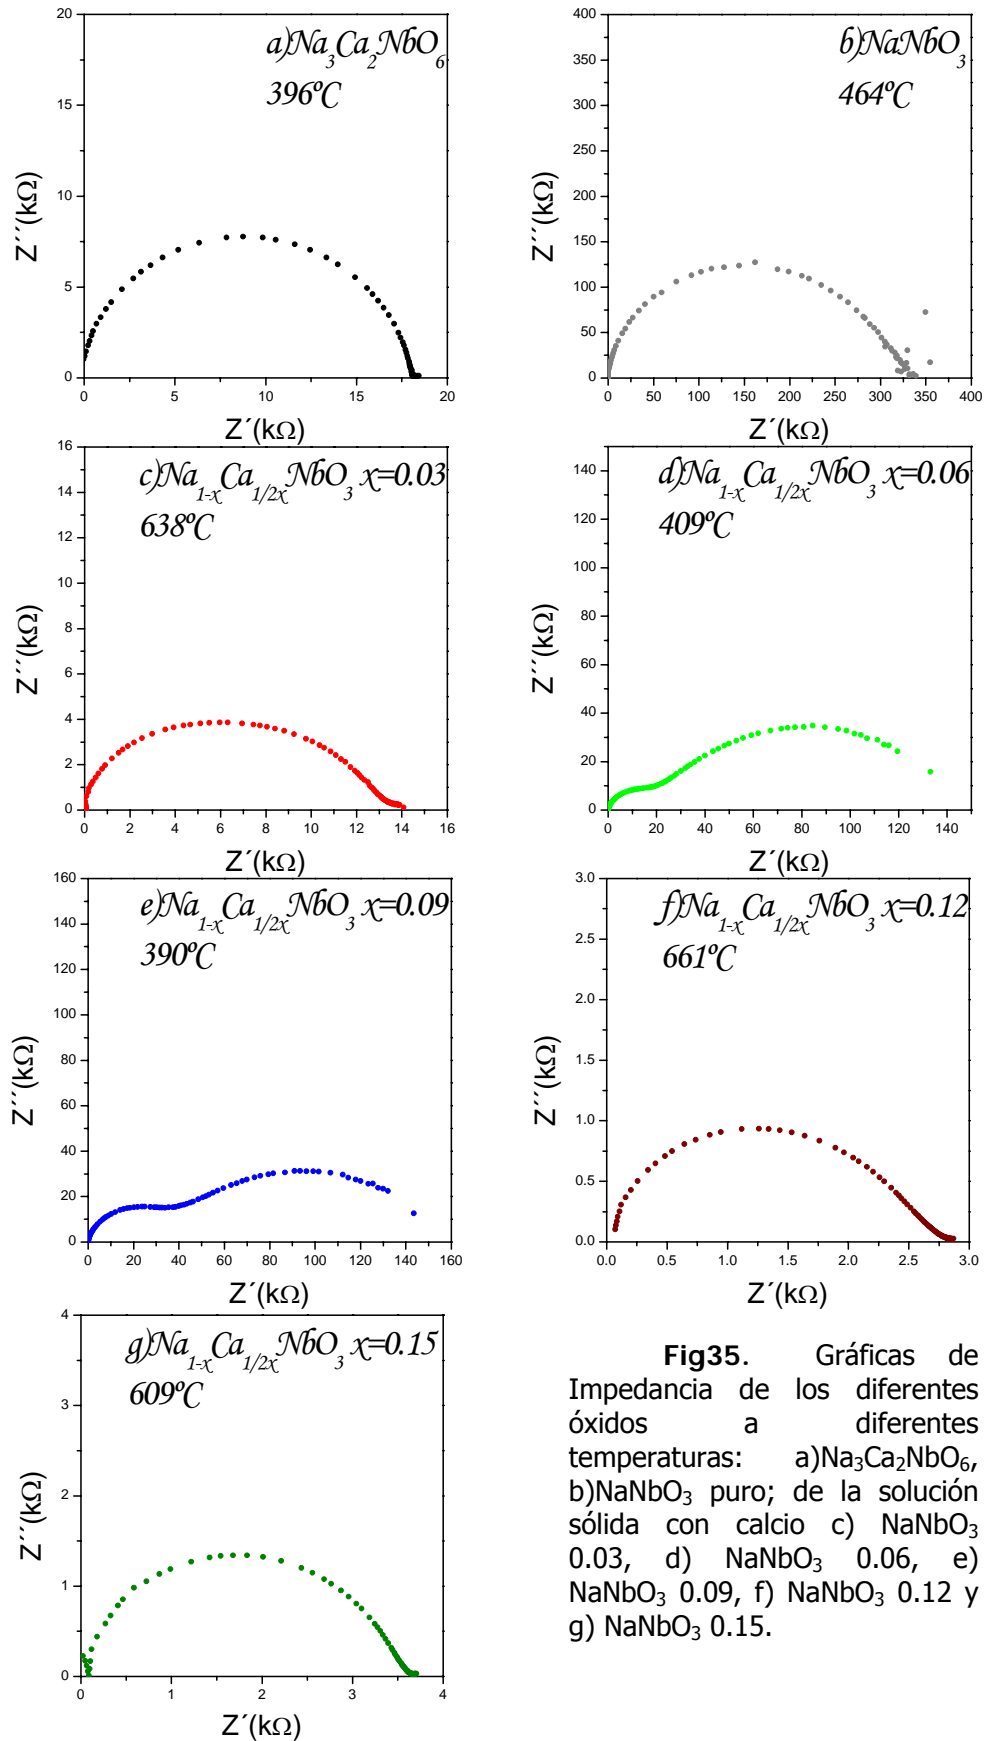 a)Na3Ca2NbO6
396ºC
20
15
10
5
0
0 5 10 15 20
Z´´(kΩ)
Z´(kΩ)
b)NaNbO3
464ºC
400
350
300
250
200
150
100
50
0
0 50 100 150 200 250 300 350 400
Z´´(kΩ)
Z´(kΩ)
c)Na1-xCa1/2xNbO3 x=0.03
638ºC
16
14
12
10
8
6
4
2
0
0 2 4 6 8 10 12 14 16
Z´´(kΩ)
Z´(kΩ)
d)Na1-xCa1/2xNbO3 x=0.06
409ºC
140
120
100
80
60
40
20
0
0 20 40 60 80 100 120 140
Z´´(kΩ)
Z´(kΩ)
e)Na1-xCa1/2xNbO3 x=0.09
390ºC
160
140
120
100
80
60
40
20
0
0 20 40 60 80 100 120 140 160
Z´´(kΩ)
Z´(kΩ)
f)Na1-xCa1/2xNbO3 x=0.12
661ºC
3.0
2.5
2.0
1.5
1.0
0.5
0.0
0.0 0.5 1.0 1.5 2.0 2.5 3.0
Z´´(kΩ)
Z´(kΩ)
g)Na1-xCa1/2xNbO3 x=0.15
609ºC
4
3
2
1
0
0 1 2 3 4
Z´´(kΩ)
Z´(kΩ)
Fig35. Gráficas de
Impedancia de los diferentes
óxidos a diferentes
temperaturas: a)Na3Ca2NbO6,
b)NaNbO3 puro; de la solución
sólida con calcio c) NaNbO3
0.03, d) NaNbO3 0.06, e)
NaNbO3 0.09, f) NaNbO3 0.12 y
g) NaNbO3 0.15.